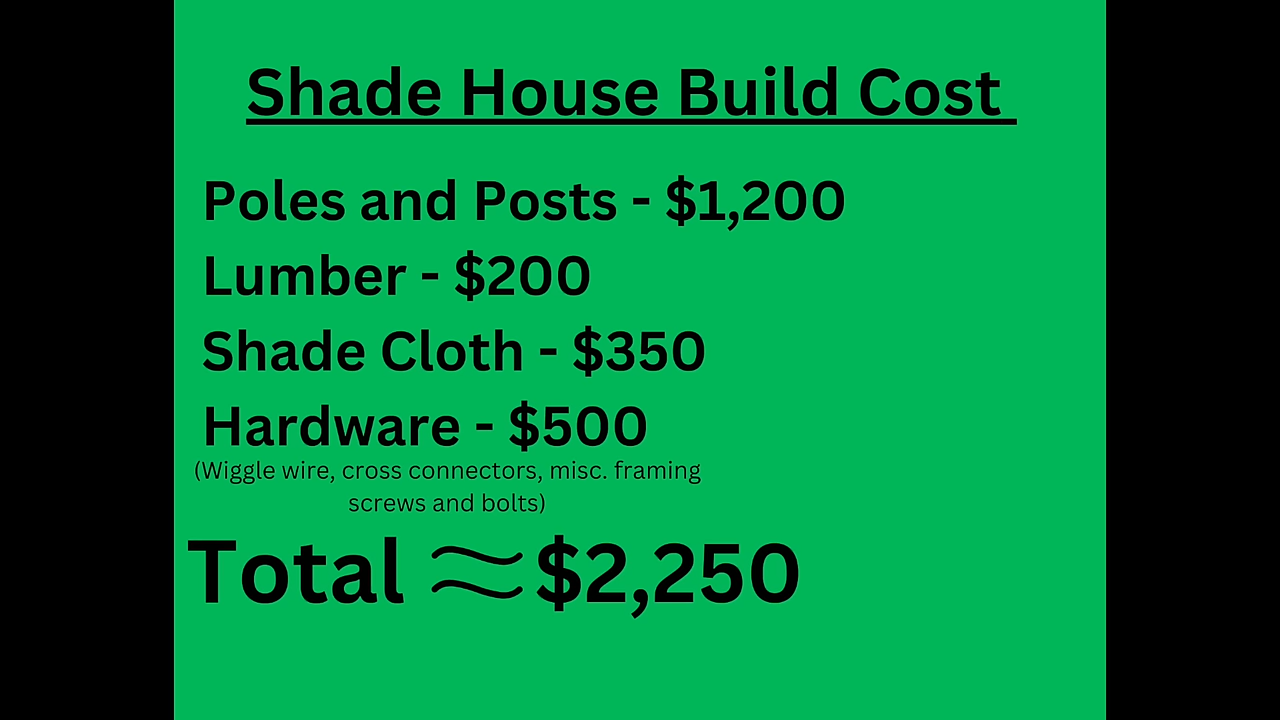 Shade House Build Cost
Poles and Posts - $1,200
Lumber - $200
Shade Cloth - $350
Hardware - $500
(Wiggle wire, cross connectors, misc. framing
screws and bolts)
Total ≈ $2,250